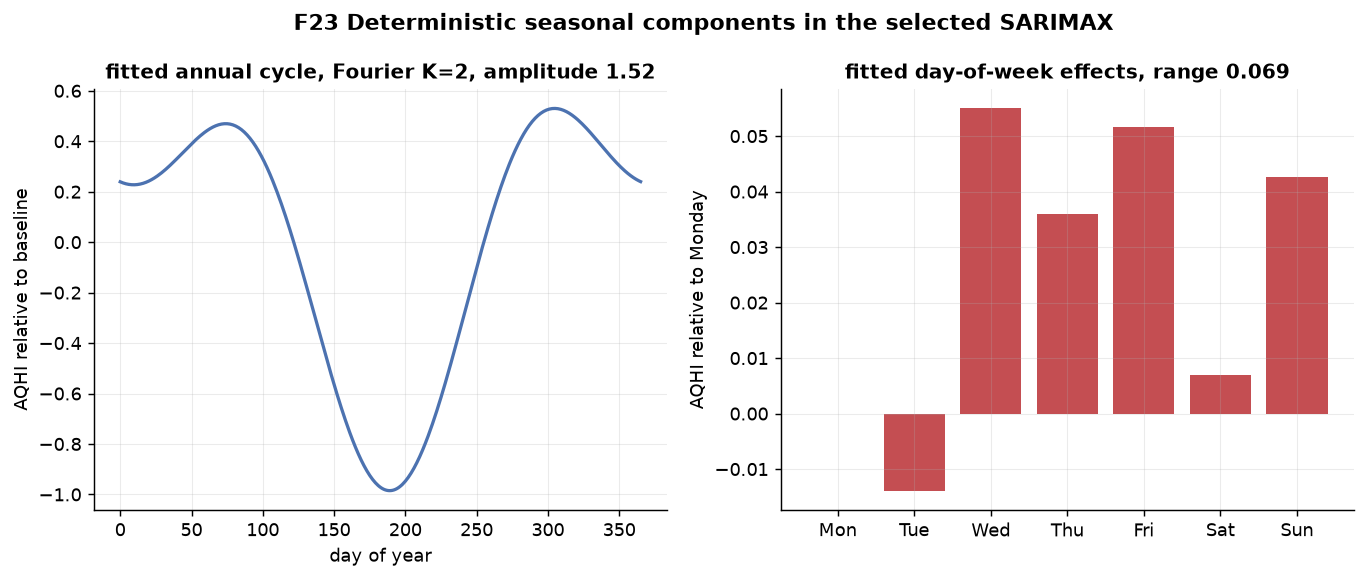 F23 Deterministic seasonal components in the selected SARIMAX
fitted annual cycle, Fourier K=2, amplitude 1.52
AQHI relative to baseline
0.6
0.4
0.2
0.0
−0.2
−0.4
−0.6
−0.8
−1.0
0 50 100 150 200 250 300 350
day of year
fitted day-of-week effects, range 0.069
AQHI relative to Monday
0.05
0.04
0.03
0.02
0.01
0.00
−0.01
Mon Tue Wed Thu Fri Sat Sun